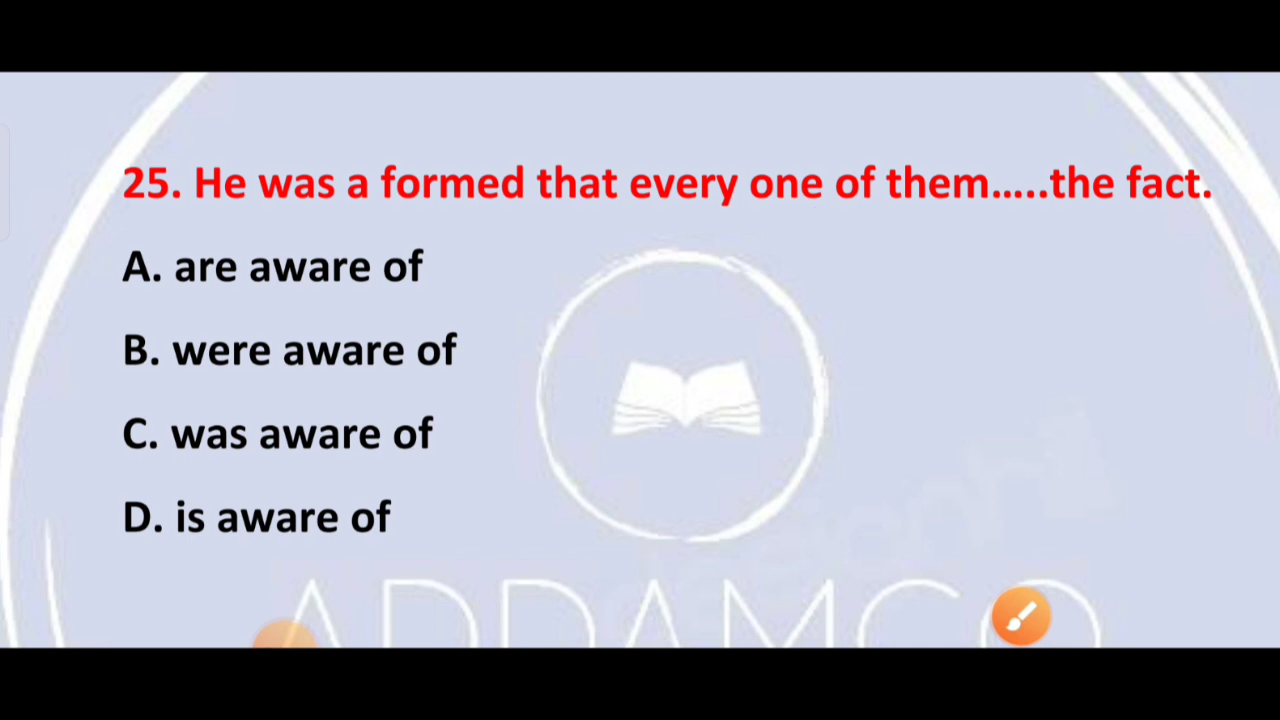 25. He was a formed that every one of them.....the fact.
A. are aware of
B. were aware of
C. was aware of
D. is aware of
ADDAMCO